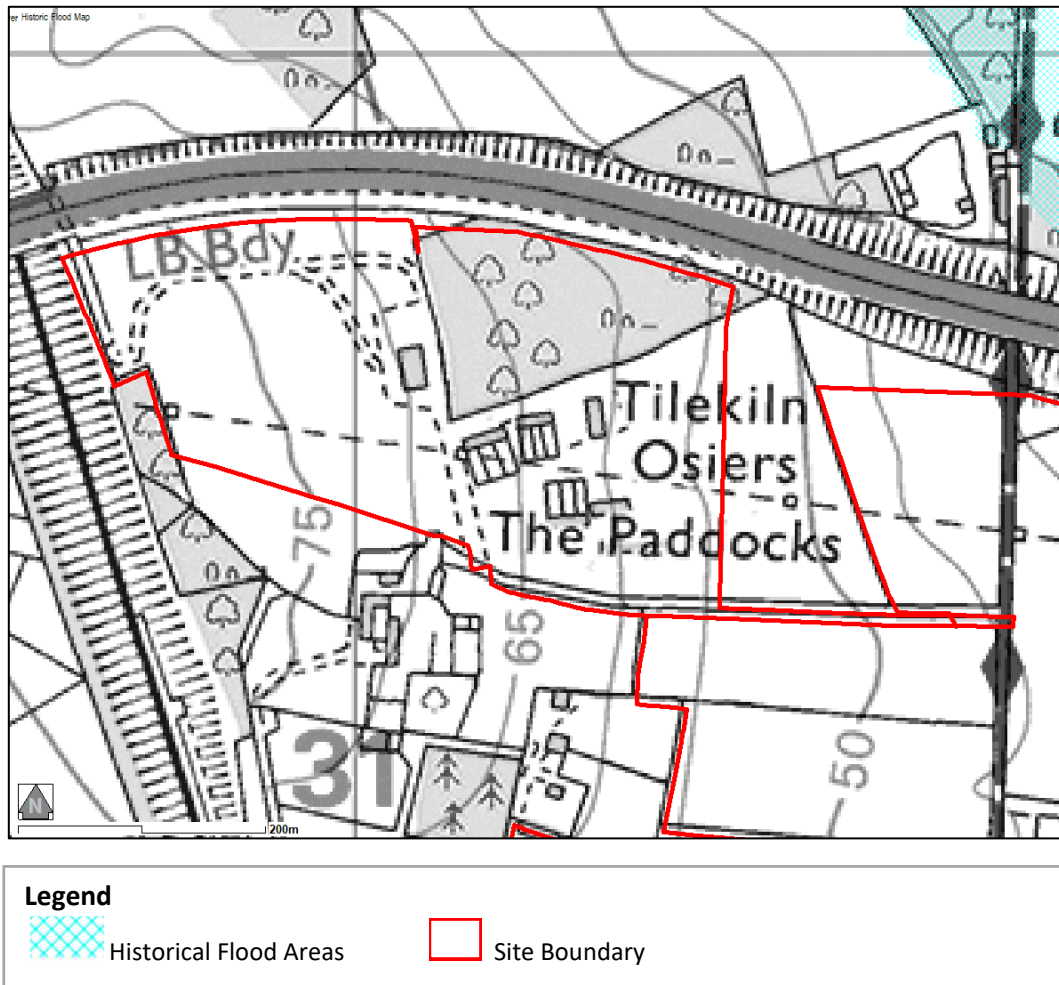 er Historic Flood Map
LB Bdy
Tilekiln
Osiers
The Paddocks
75
65
50
31
N
200m
Legend
Historical Flood Areas
Site Boundary